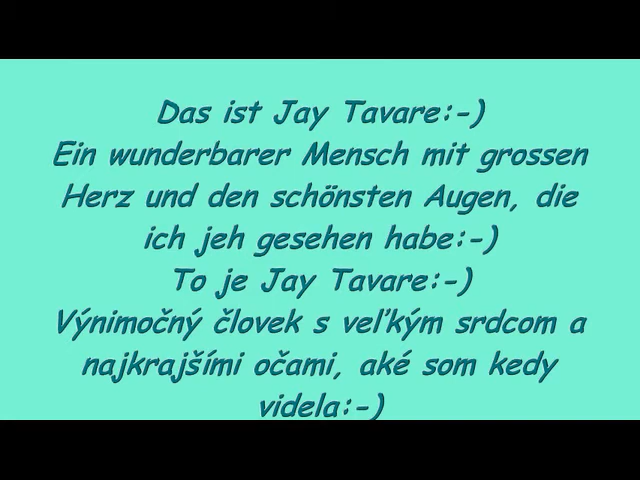 Das ist Jay Tavare:-)
Ein wunderbarer Mensch mit grossen
Herz und den schönsten Augen, die
ich jeh gesehen habe:-)
To je Jay Tavare:-)
Výnimočný človek s veľkým srdcom a
najkrajšími očami, aké som kedy
videla:-)